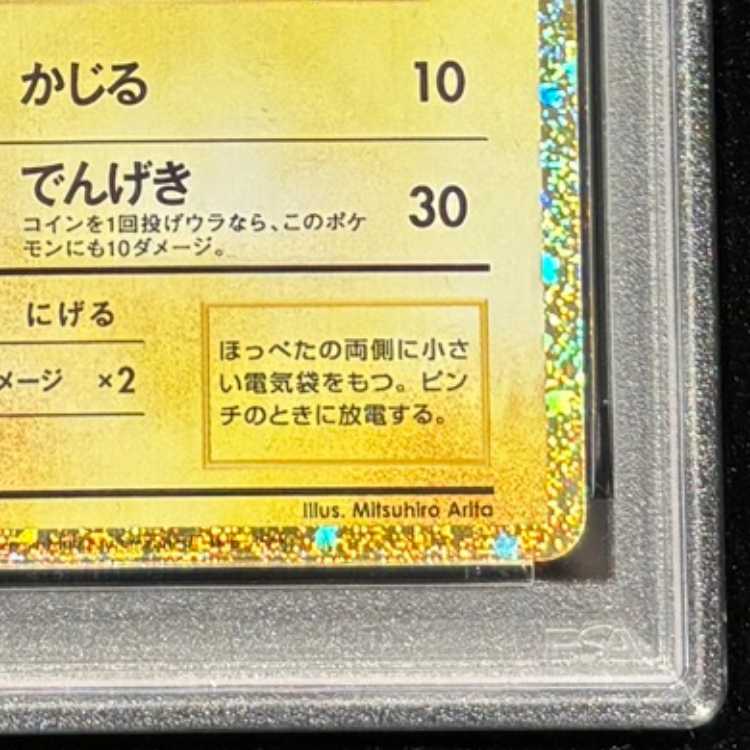 かじる 10
でんげき 30
コインを1回投げウラなら、このポケ
モンにも10ダメージ。
にげる
メージ ×2
ほっぺたの両側に小さ
い電気袋をもつ。ピン
チのときに放電する。
Illus. Mitsuhiro Arita
PSA